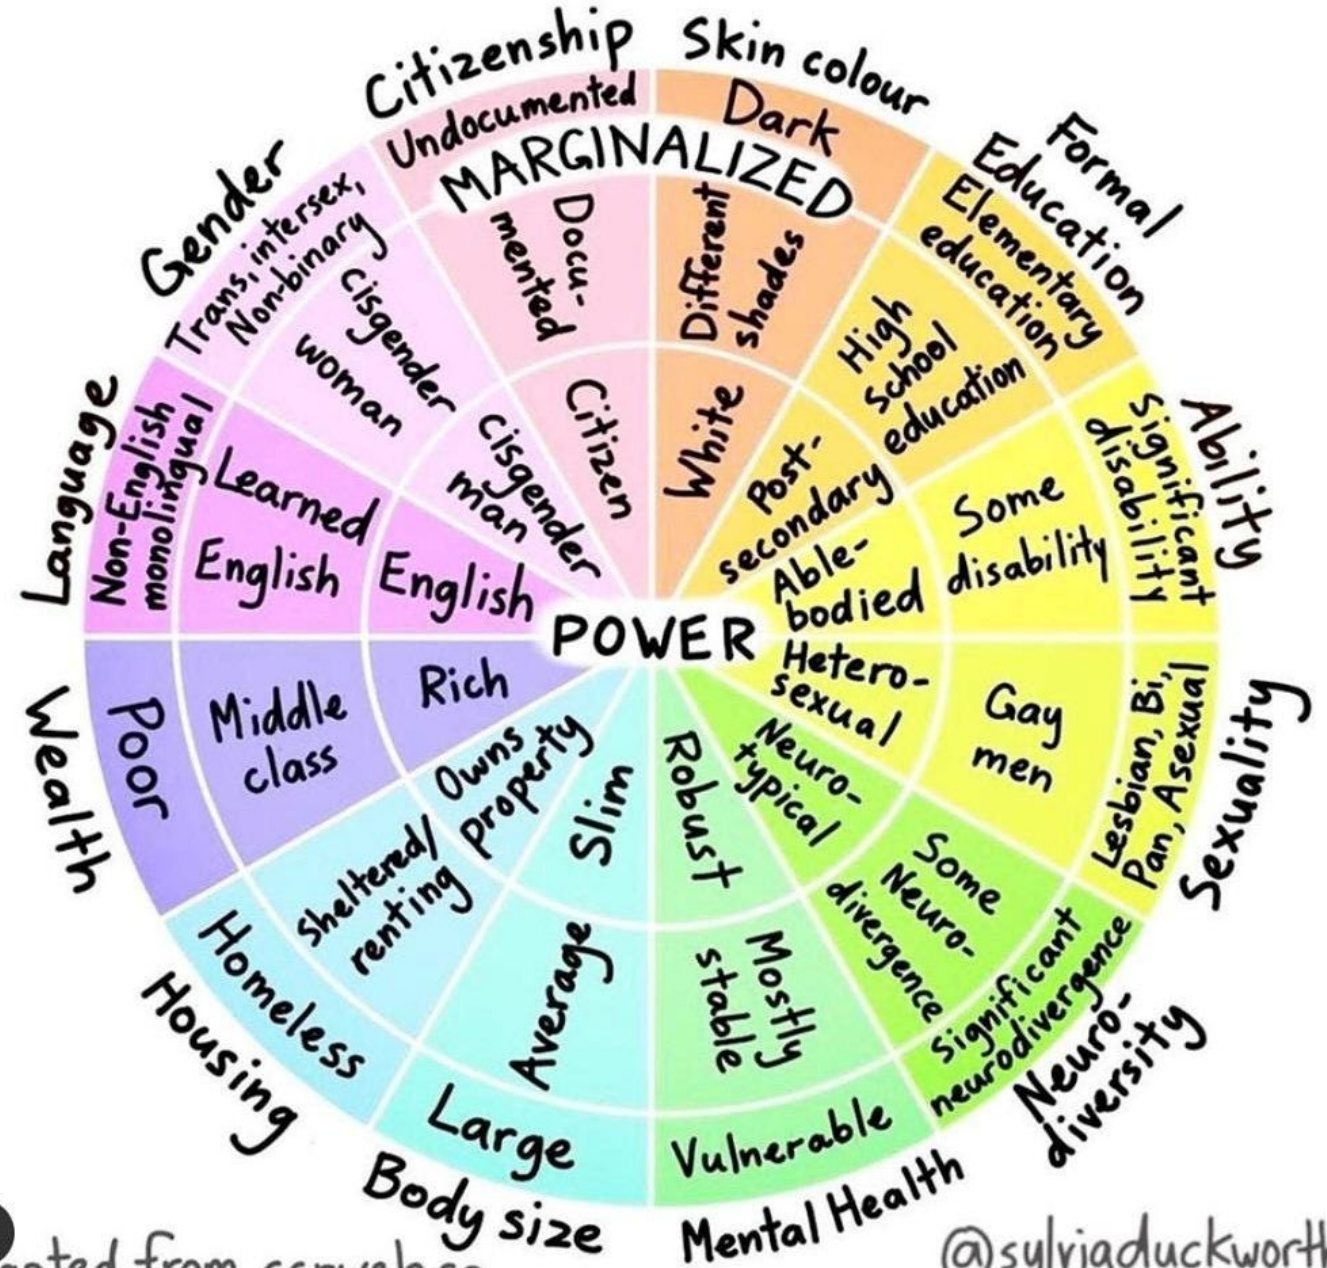 Citizenship
Undocumented
Docu-
mented
Citizen
Skin colour
Dark
Different
shades
White
Formal
Education
Elementary
education
High
school
education
Post-
secondary
Ability
Significant
disability
Some
disability
Able-
bodied
Sexuality
Lesbian, Bi,
Pan, Asexual
Gay
men
Hetero-
sexual
Neuro-
diversity
Significant
neurodivergence
Some
Neuro-
divergence
Neuro-
typical
Mental Health
Vulnerable
Mostly
stable
Robust
Body size
Large
Average
Slim
Housing
Homeless
Sheltered/
renting
Owns
property
Wealth
Poor
Middle
class
Rich
Language
Non-English
monolingual
Learned
English
English
Gender
Trans, intersex,
Non-binary
cisgender
woman
cisgender
man
MARGINALIZED
POWER
from
@sylviaduckworth